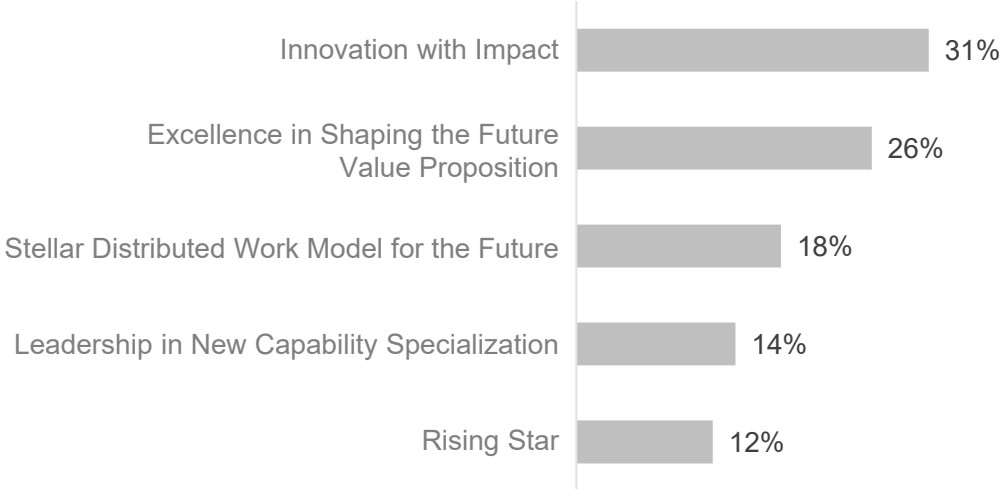 Innovation with Impact 31%
Excellence in Shaping the Future
Value Proposition 26%
Stellar Distributed Work Model for the Future 18%
Leadership in New Capability Specialization 14%
Rising Star 12%